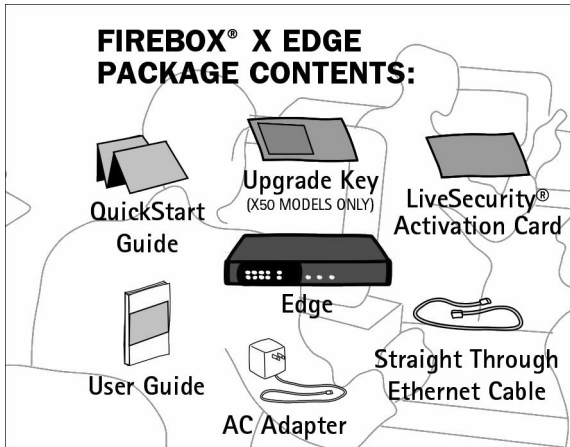 FIREBOX® X EDGE
PACKAGE CONTENTS:
QuickStart
Guide
Upgrade Key
(X50 MODELS ONLY)
LiveSecurity®
Activation Card
Edge
User Guide
AC Adapter
Straight Through
Ethernet Cable